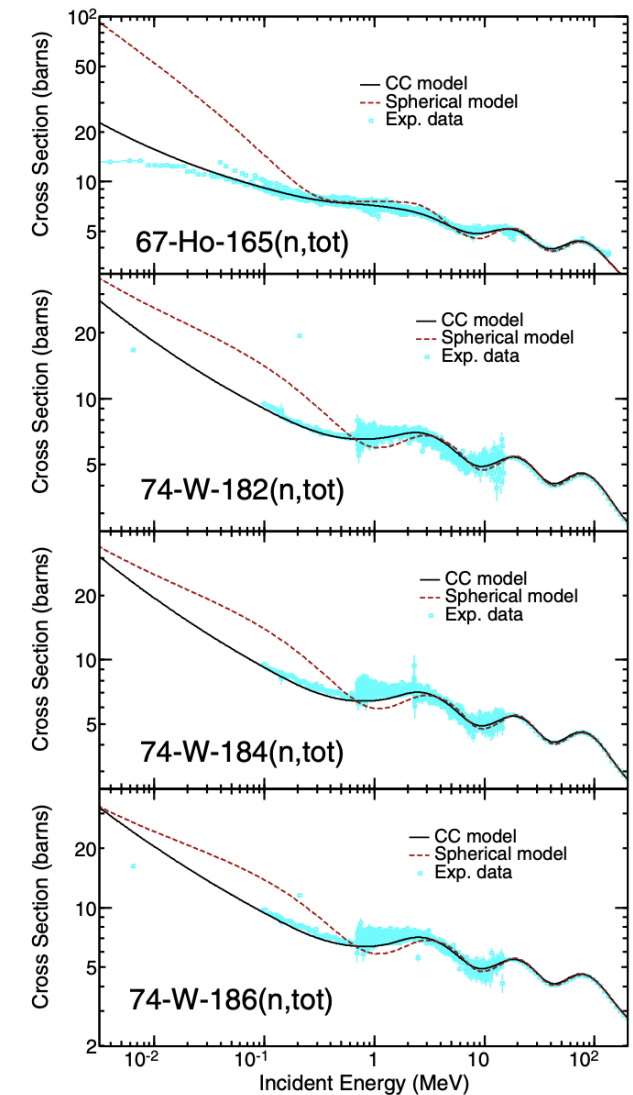 10²
Cross Section (barns)
50
20
10
5
CC model
Spherical model
Exp. data
67-Ho-165(n,tot)
Cross Section (barns)
20
10
5
CC model
Spherical model
Exp. data
74-W-182(n,tot)
Cross Section (barns)
20
10
5
CC model
Spherical model
Exp. data
74-W-184(n,tot)
Cross Section (barns)
20
10
5
2
CC model
Spherical model
Exp. data
74-W-186(n,tot)
10⁻² 10⁻¹ 1 10 10²
Incident Energy (MeV)